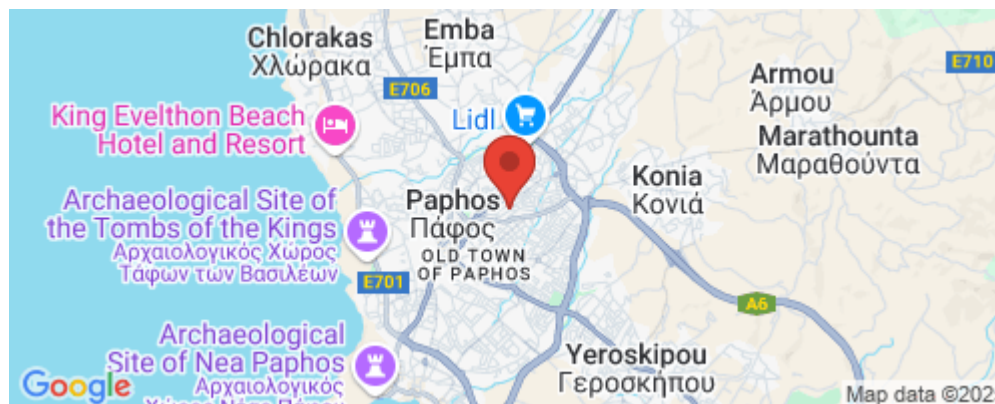 Chlorakas
Χλώρακα
Emba
Έμπα
E710
Armou
Άρμου
E706
King Evelthon Beach
Hotel and Resort
Lidl
Marathounta
Μαραθούντα
Konia
Κονιά
Archaeological Site of
the Tombs of the Kings
Αρχαιολογικός Χώρος
Τάφων των Βασιλέων
Paphos
Πάφος
OLD TOWN
OF PAPHOS
E701
A6
Archaeological
Site of Nea Paphos
Αρχαιολογικός
Yeroskipou
Γεροσκήπου
Google
Map data ©202